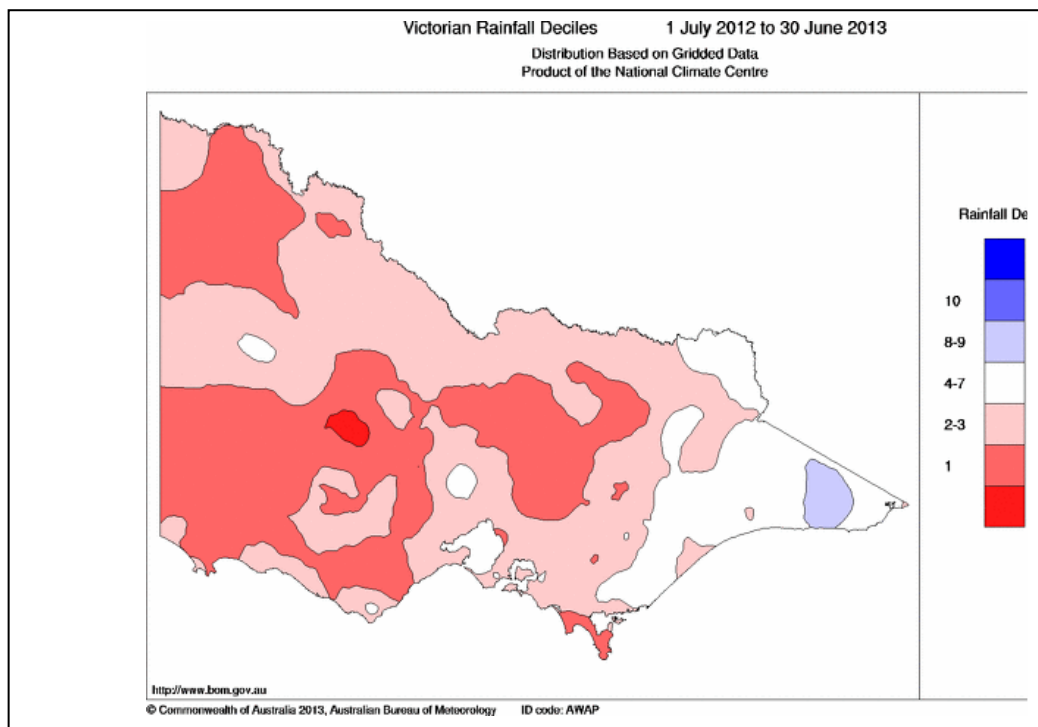 Victorian Rainfall Deciles 1 July 2012 to 30 June 2013
Distribution Based on Gridded Data
Product of the National Climate Centre
Rainfall De
10
8-9
4-7
2-3
1
http://www.bom.gov.au
© Commonwealth of Australia 2013, Australian Bureau of Meteorology ID code: AWAP